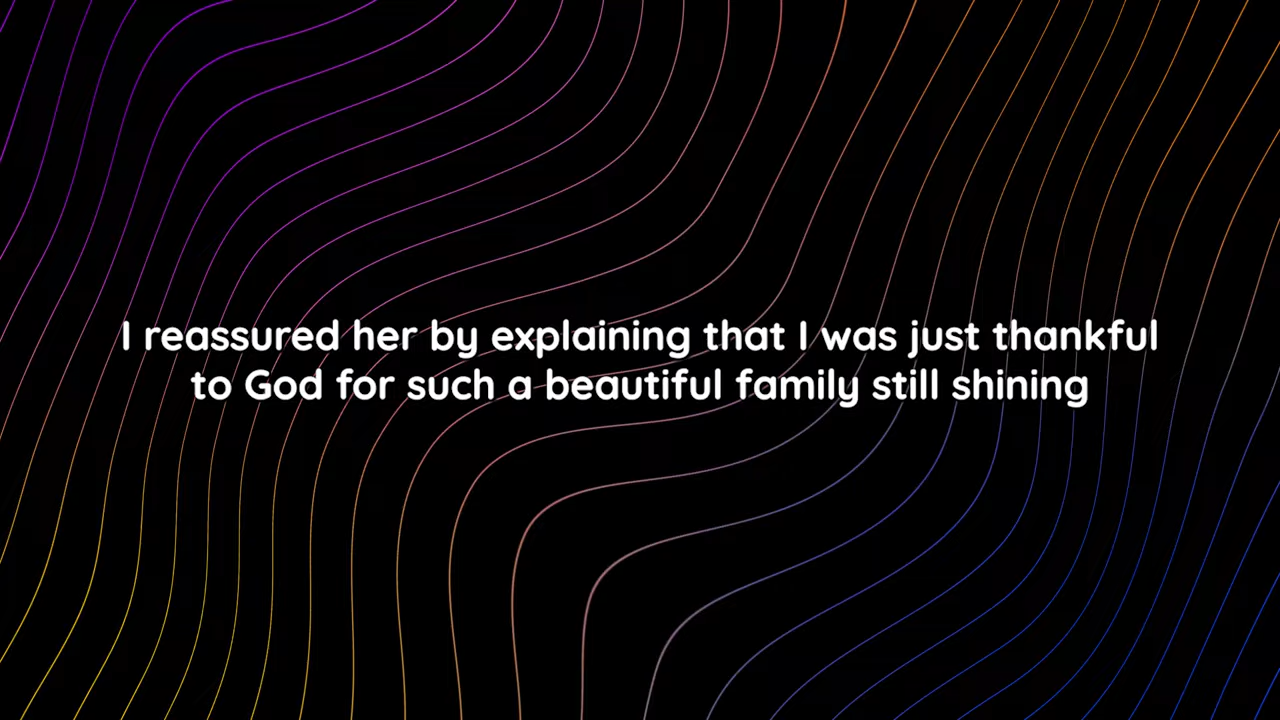 I reassured her by explaining that I was just thankful
to God for such a beautiful family still shining